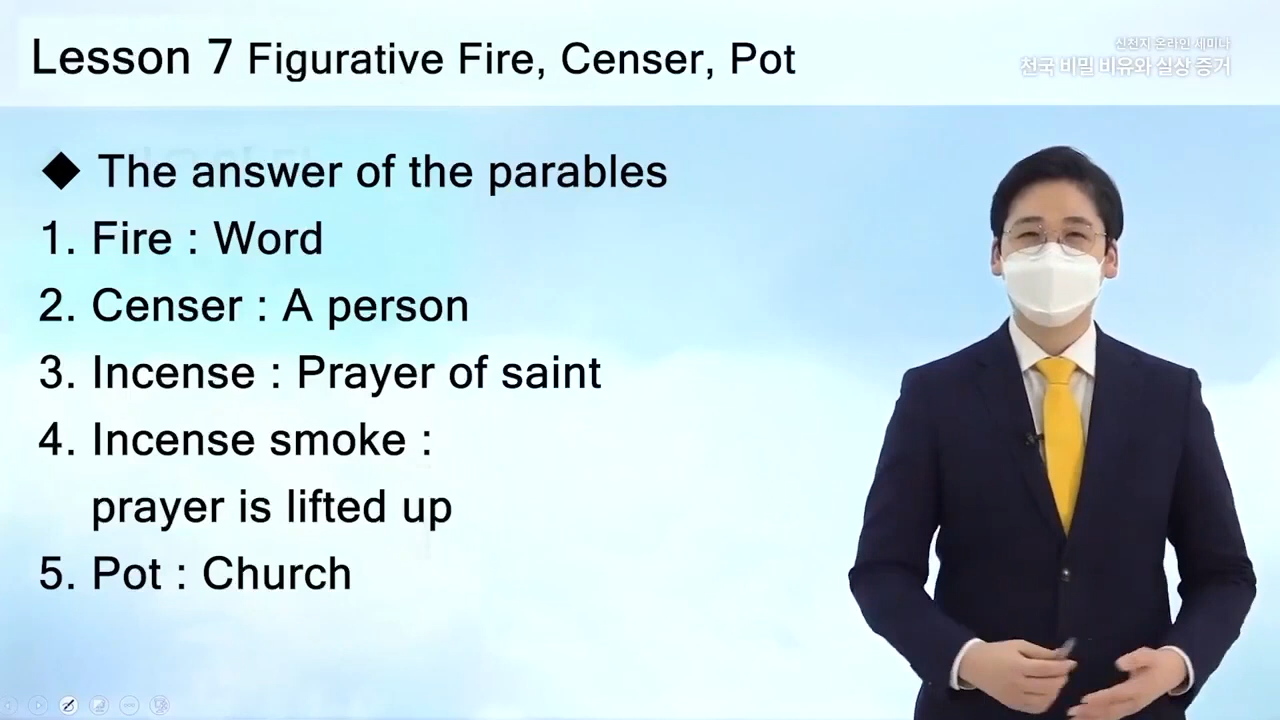 Lesson 7 Figurative Fire, Censer, Pot
신천지 온라인 세미나
천국 비밀 비유와 실상 증거
◆ The answer of the parables
1. Fire : Word
2. Censer : A person
3. Incense : Prayer of saint
4. Incense smoke :
prayer is lifted up
5. Pot : Church